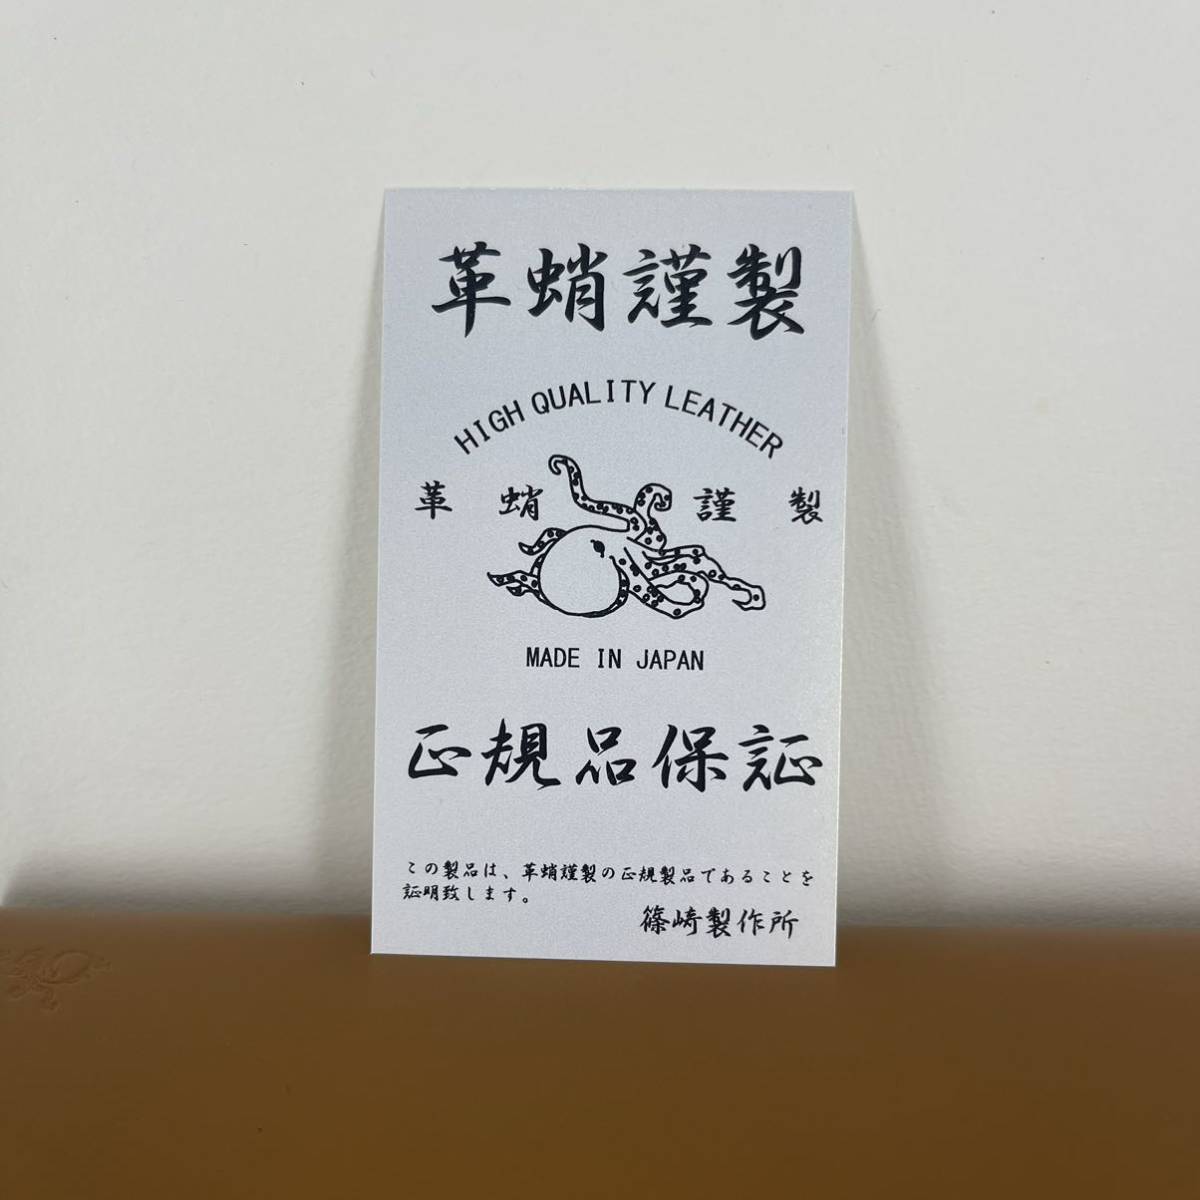 革蛸謹製
HIGH QUALITY LEATHER
革蛸謹製
MADE IN JAPAN
正規品保証
この製品は、革蛸謹製の正規製品であることを
証明致します。
篠崎製作所